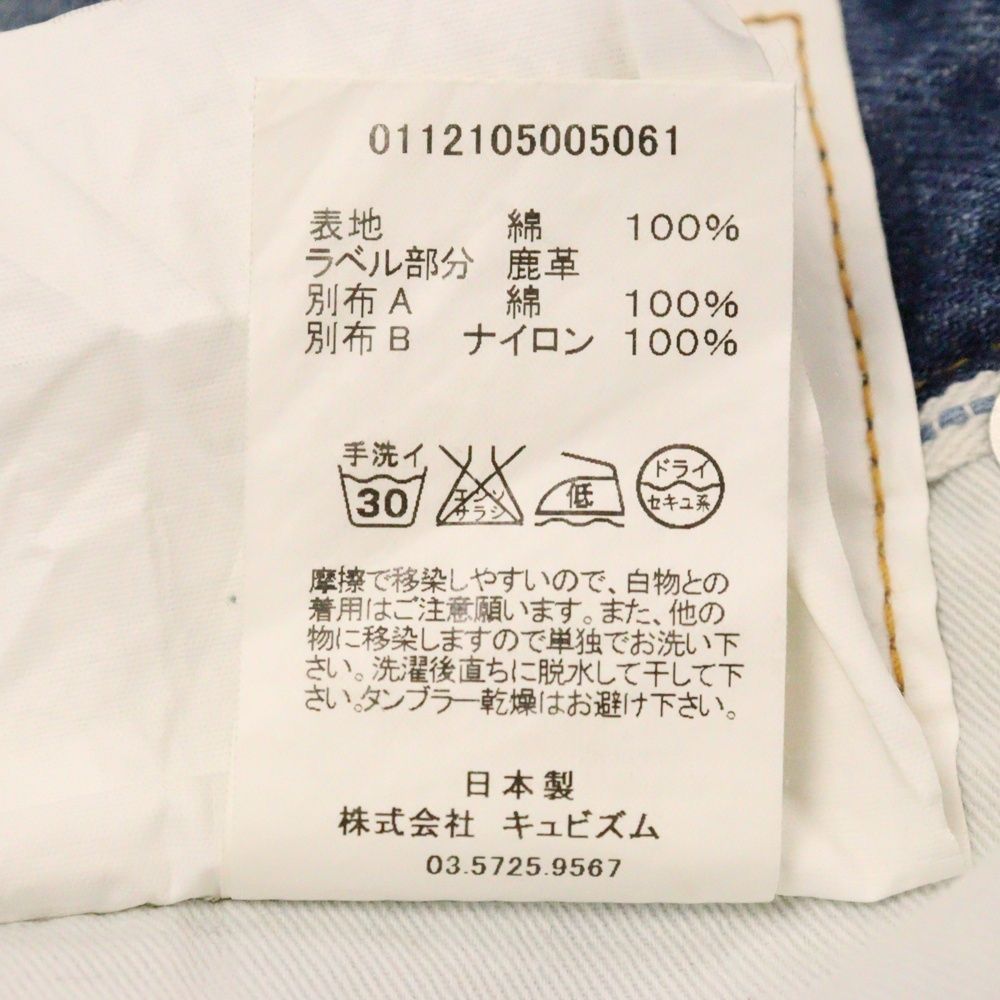 0112105005061
表地 綿 100%
ラベル部分 鹿革
別布A 綿 100%
別布B ナイロン 100%
手洗イ
30
エンソ
サラシ
低
ドライ
セキユ系
摩擦で移染しやすいので、白物との
着用はご注意願います。また、他の
物に移染しますので単独でお洗い下
さい。洗濯後直ちに脱水して干して下
さい。タンブラー乾燥はお避け下さい。
日本製
株式会社 キュビズム
03.5725.9567